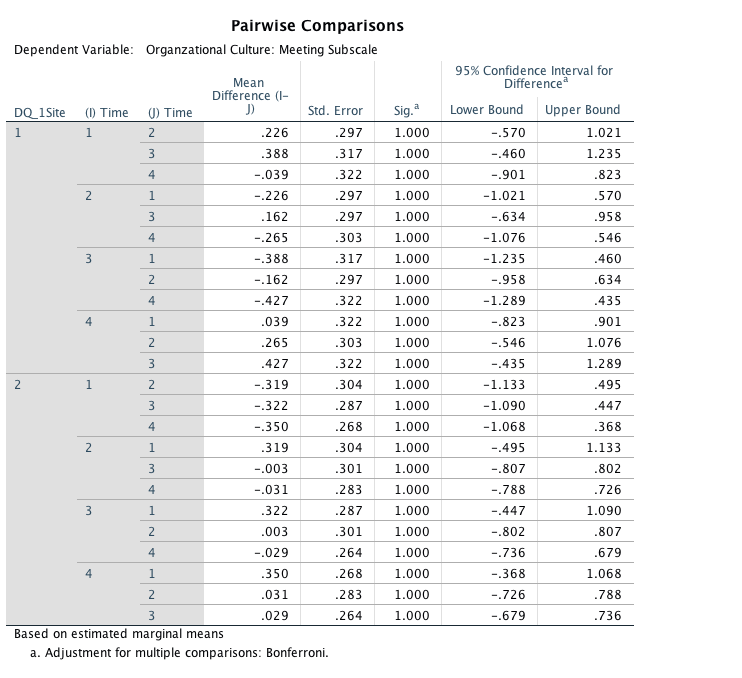 Pairwise Comparisons
Dependent Variable: Organzational Culture: Meeting Subscale
DQ_1Site (I) Time (J) Time Mean Difference (I-J) Std. Error Sig.a 95% Confidence Interval for Differencea
Lower Bound Upper Bound
1 1 2 .226 .297 1.000 -.570 1.021
3 .388 .317 1.000 -.460 1.235
4 -.039 .322 1.000 -.901 .823
2 1 -.226 .297 1.000 -1.021 .570
3 .162 .297 1.000 -.634 .958
4 -.265 .303 1.000 -1.076 .546
3 1 -.388 .317 1.000 -1.235 .460
2 -.162 .297 1.000 -.958 .634
4 -.427 .322 1.000 -1.289 .435
4 1 .039 .322 1.000 -.823 .901
2 .265 .303 1.000 -.546 1.076
3 .427 .322 1.000 -.435 1.289
2 1 2 -.319 .304 1.000 -1.133 .495
3 -.322 .287 1.000 -1.090 .447
4 -.350 .268 1.000 -1.068 .368
2 1 .319 .304 1.000 -.495 1.133
3 -.003 .301 1.000 -.807 .802
4 -.031 .283 1.000 -.788 .726
3 1 .322 .287 1.000 -.447 1.090
2 .003 .301 1.000 -.802 .807
4 -.029 .264 1.000 -.736 .679
4 1 .350 .268 1.000 -.368 1.068
2 .031 .283 1.000 -.726 .788
3 .029 .264 1.000 -.679 .736
Based on estimated marginal means
a. Adjustment for multiple comparisons: Bonferroni.